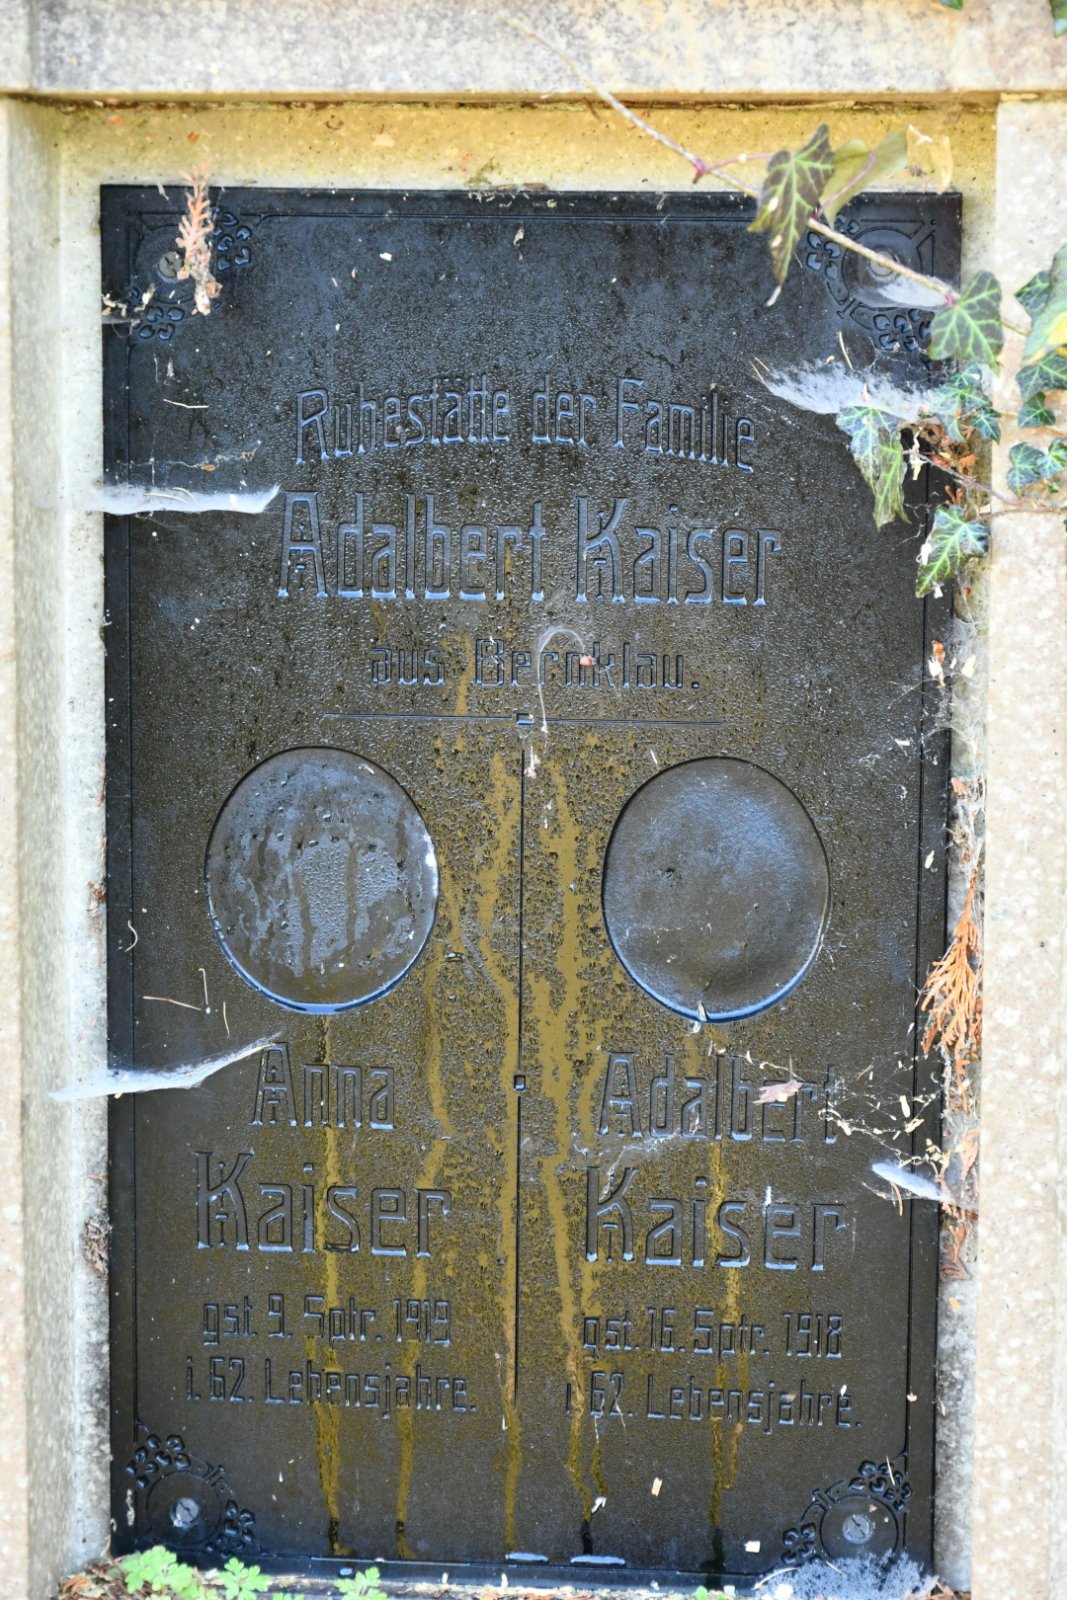 Ruhestätte der Familie
Adalbert Kaiser
aus Bernklau.
Anna
Kaiser
gst. 9. Sptr. 1919
i. 62. Lebensjahre.
Adalbert
Kaiser
gst. 16. Sptr. 1918
i. 62. Lebensjahre.